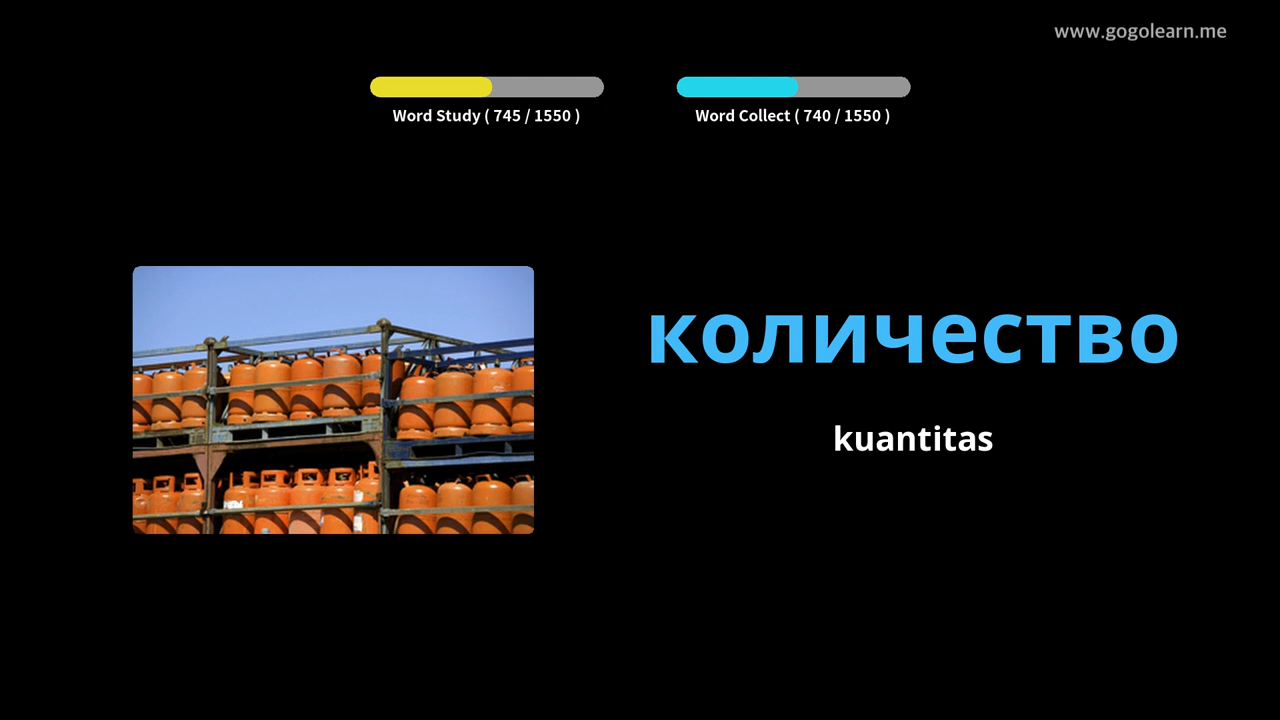 www.gogolearn.me
Word Study ( 745 / 1550 )
Word Collect ( 740 / 1550 )
количество
kuantitas